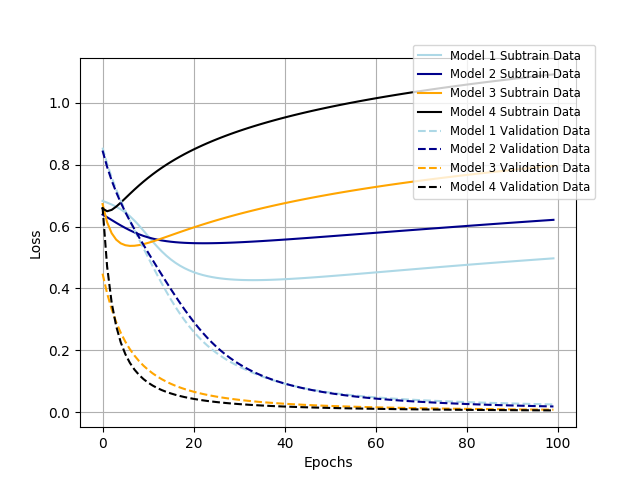 Model 1 Subtrain Data
Model 2 Subtrain Data
Model 3 Subtrain Data
Model 4 Subtrain Data
Model 1 Validation Data
Model 2 Validation Data
Model 3 Validation Data
Model 4 Validation Data
1.0
0.8
0.6
0.4
0.2
0.0
Loss
0 20 40 60 80 100
Epochs